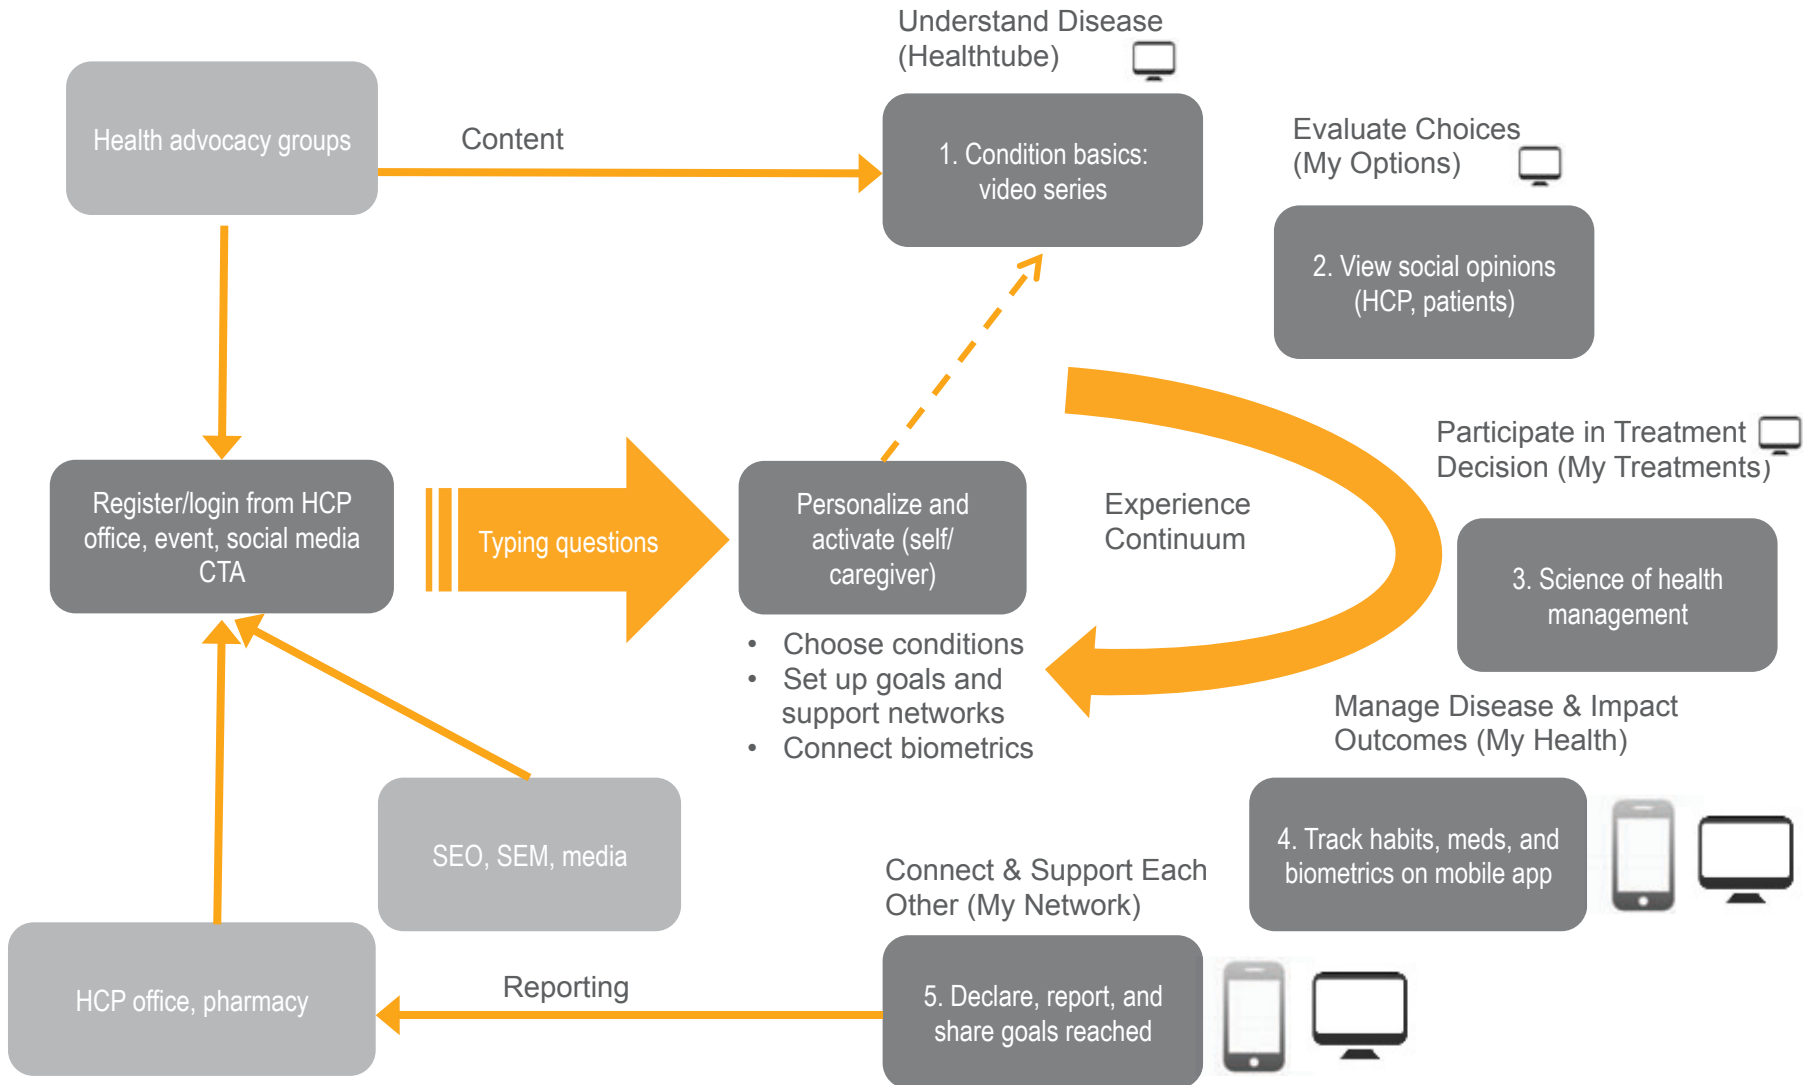 Understand Disease
(Healthtube)
Health advocacy groups
Content
1. Condition basics:
video series
Evaluate Choices
(My Options)
2. View social opinions
(HCP, patients)
Participate in Treatment
Decision (My Treatments)
Register/login from HCP
office, event, social media
CTA
Typing questions
Personalize and
activate (self/
caregiver)
Experience
Continuum
3. Science of health
management
• Choose conditions
• Set up goals and
support networks
• Connect biometrics
Manage Disease & Impact
Outcomes (My Health)
SEO, SEM, media
4. Track habits, meds, and
biometrics on mobile app
Connect & Support Each
Other (My Network)
HCP office, pharmacy
Reporting
5. Declare, report, and
share goals reached